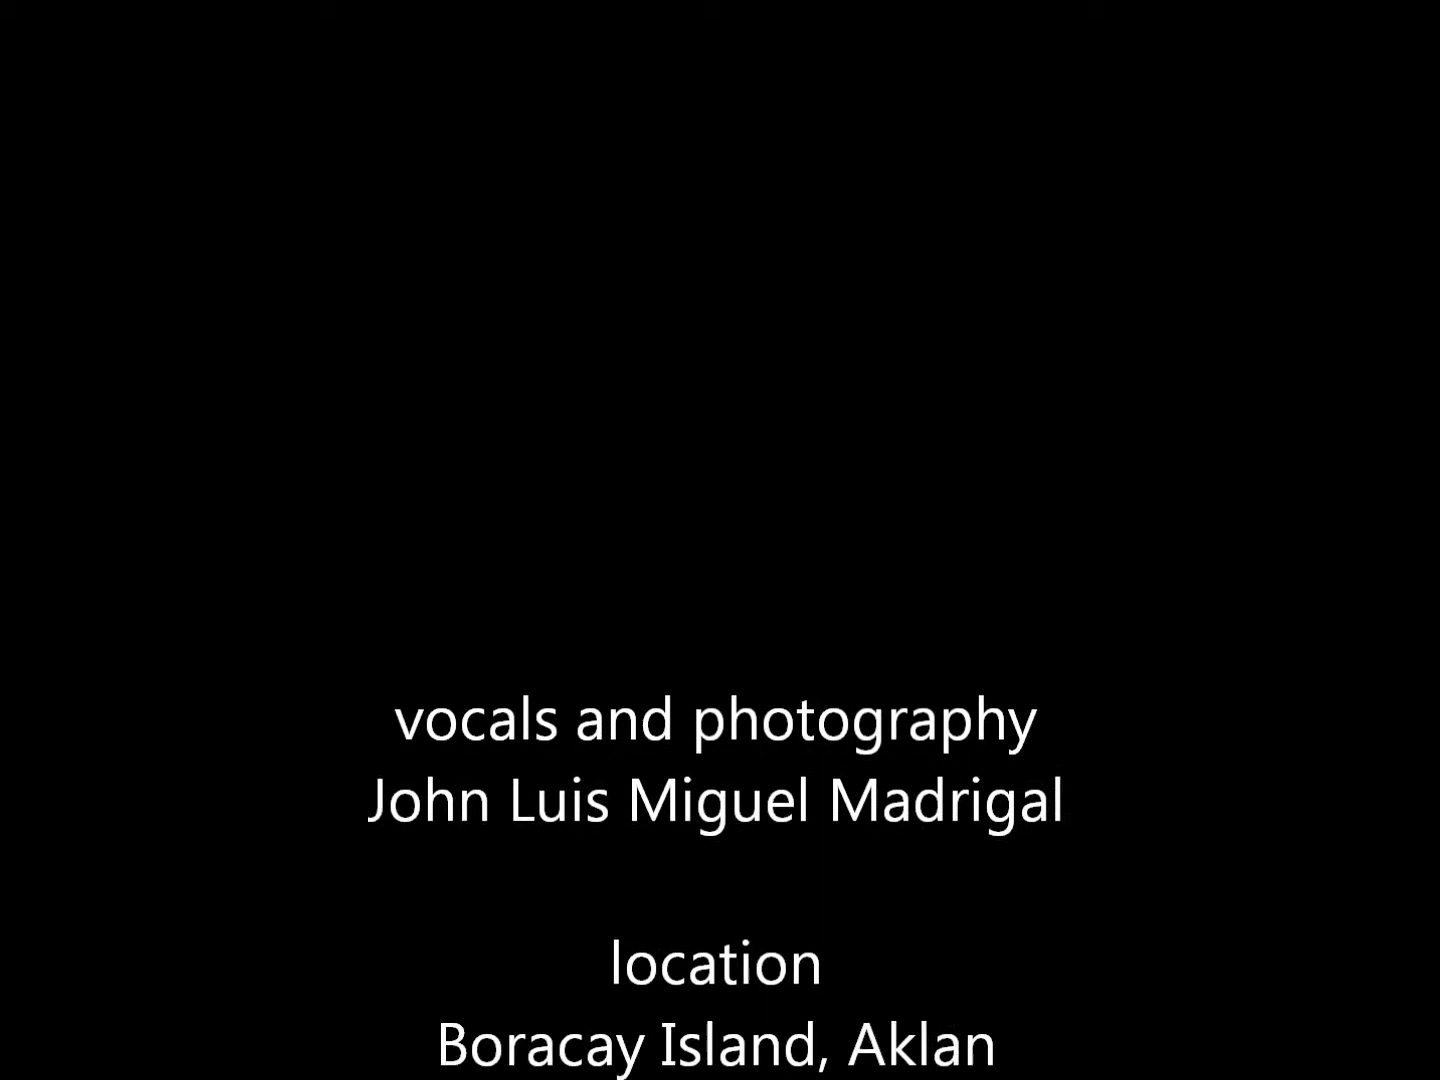 vocals and photography
John Luis Miguel Madrigal
location
Boracay Island, Aklan